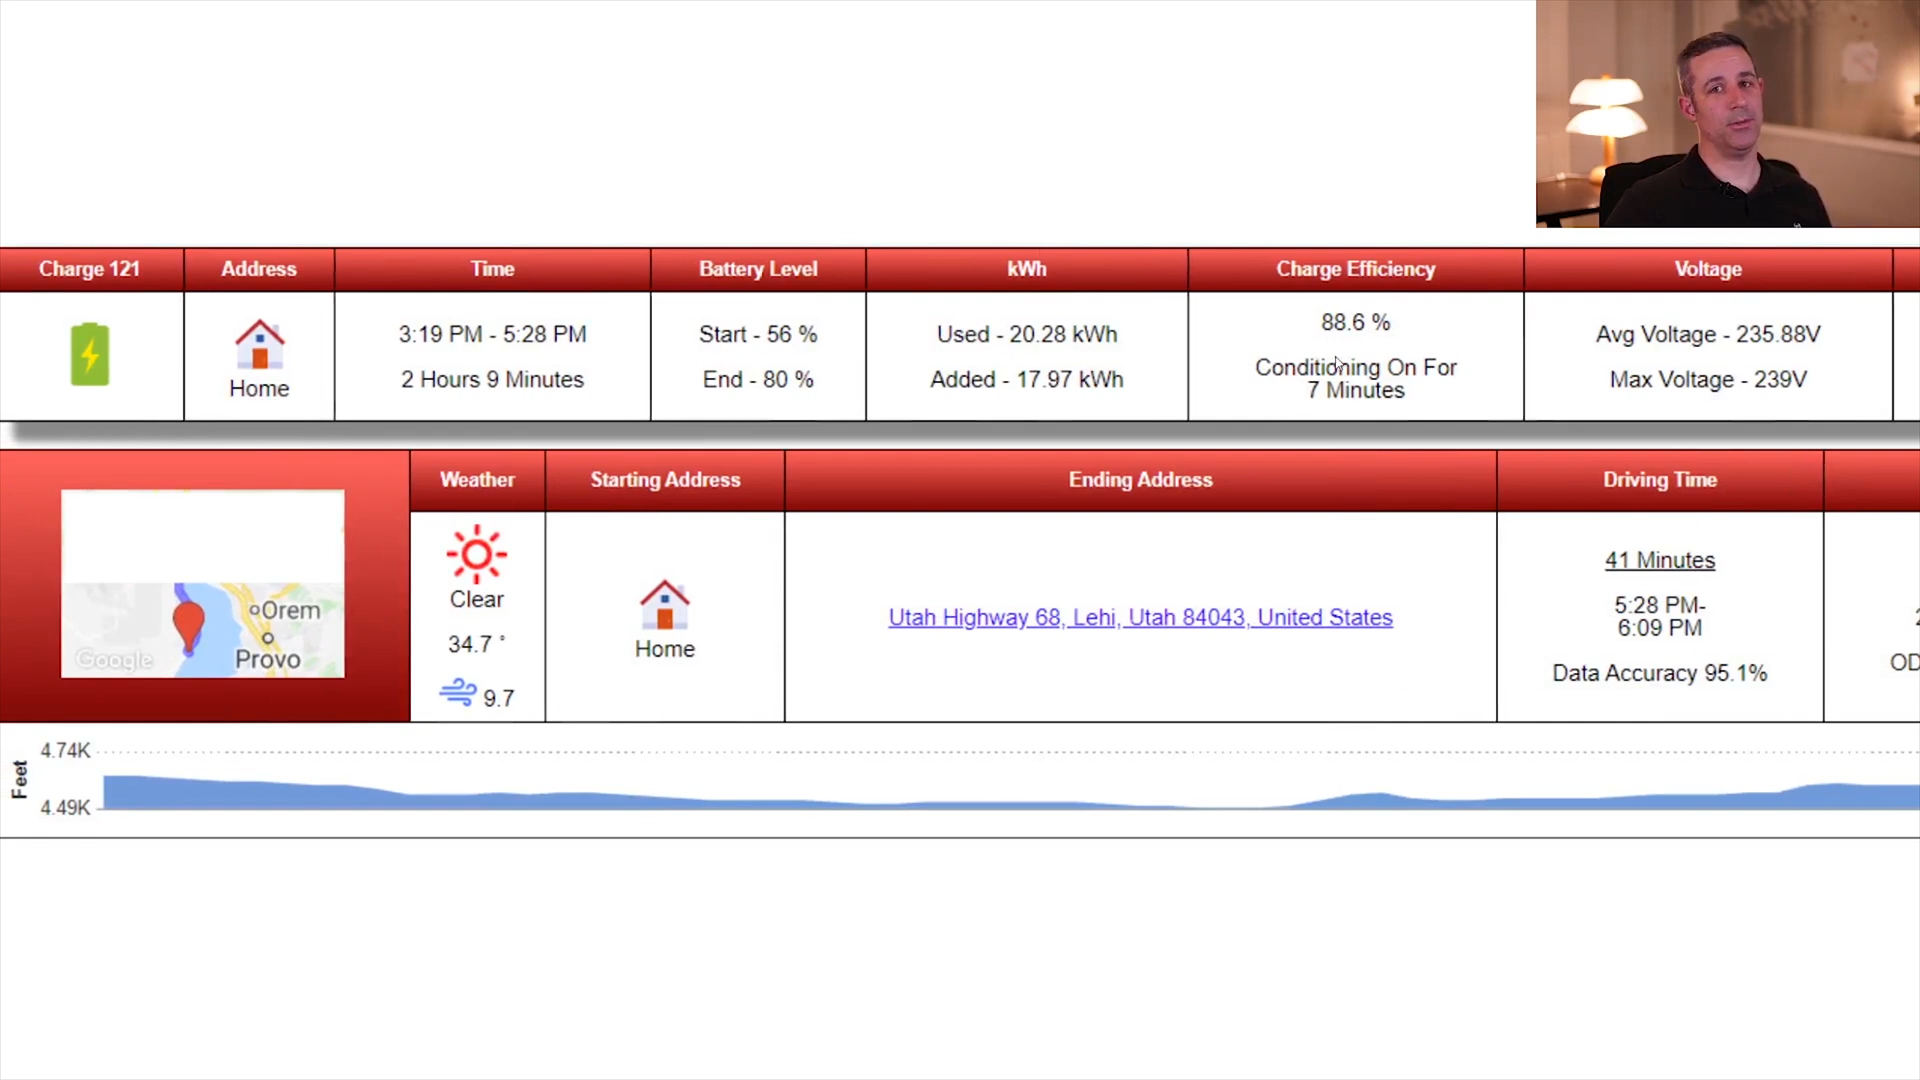 Charge 121
Address
Time
Battery Level
kWh
Charge Efficiency
Voltage
Home
3:19 PM - 5:28 PM
2 Hours 9 Minutes
Start - 56 %
End - 80 %
Used - 20.28 kWh
Added - 17.97 kWh
88.6 %
Conditioning On For
7 Minutes
Avg Voltage - 235.88V
Max Voltage - 239V
Weather
Starting Address
Ending Address
Driving Time
Orem
Provo
Google
Clear
34.7 °
9.7
Home
Utah Highway 68, Lehi, Utah 84043, United States
41 Minutes
5:28 PM-
6:09 PM
Data Accuracy 95.1%
OD
Feet
4.74K
4.49K